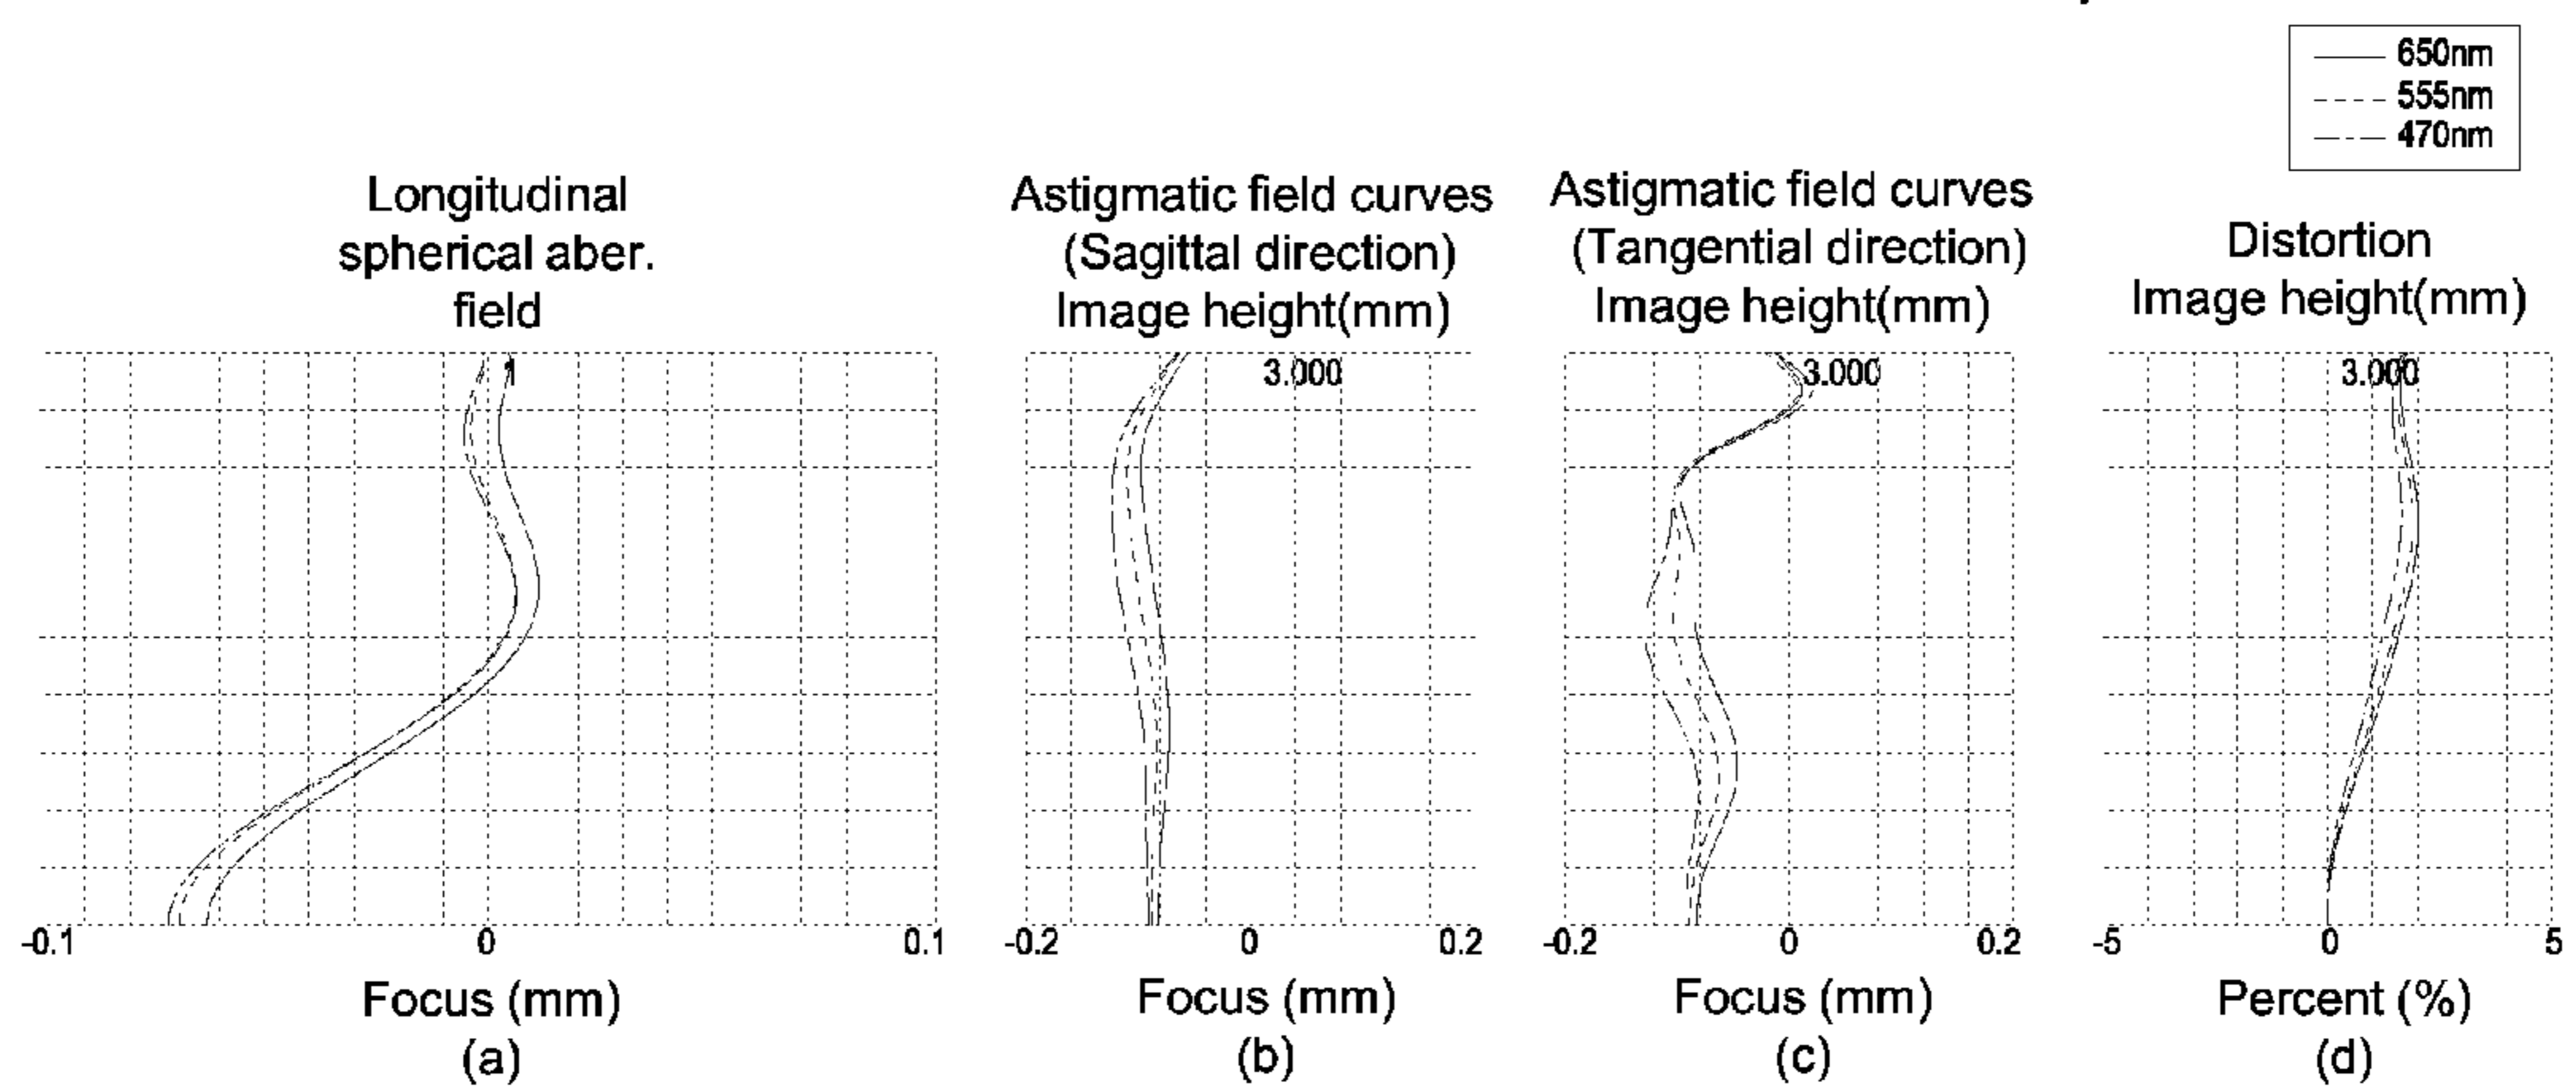 650nm
555nm
470nm
Longitudinal
spherical aber.
field
1
-0.1
0
0.1
Focus (mm)
(a)
Astigmatic field curves
(Sagittal direction)
Image height(mm)
3.000
-0.2
0
0.2
Focus (mm)
(b)
Astigmatic field curves
(Tangential direction)
Image height(mm)
3.000
-0.2
0
0.2
Focus (mm)
(c)
Distortion
Image height(mm)
3.000
-5
0
5
Percent (%)
(d)